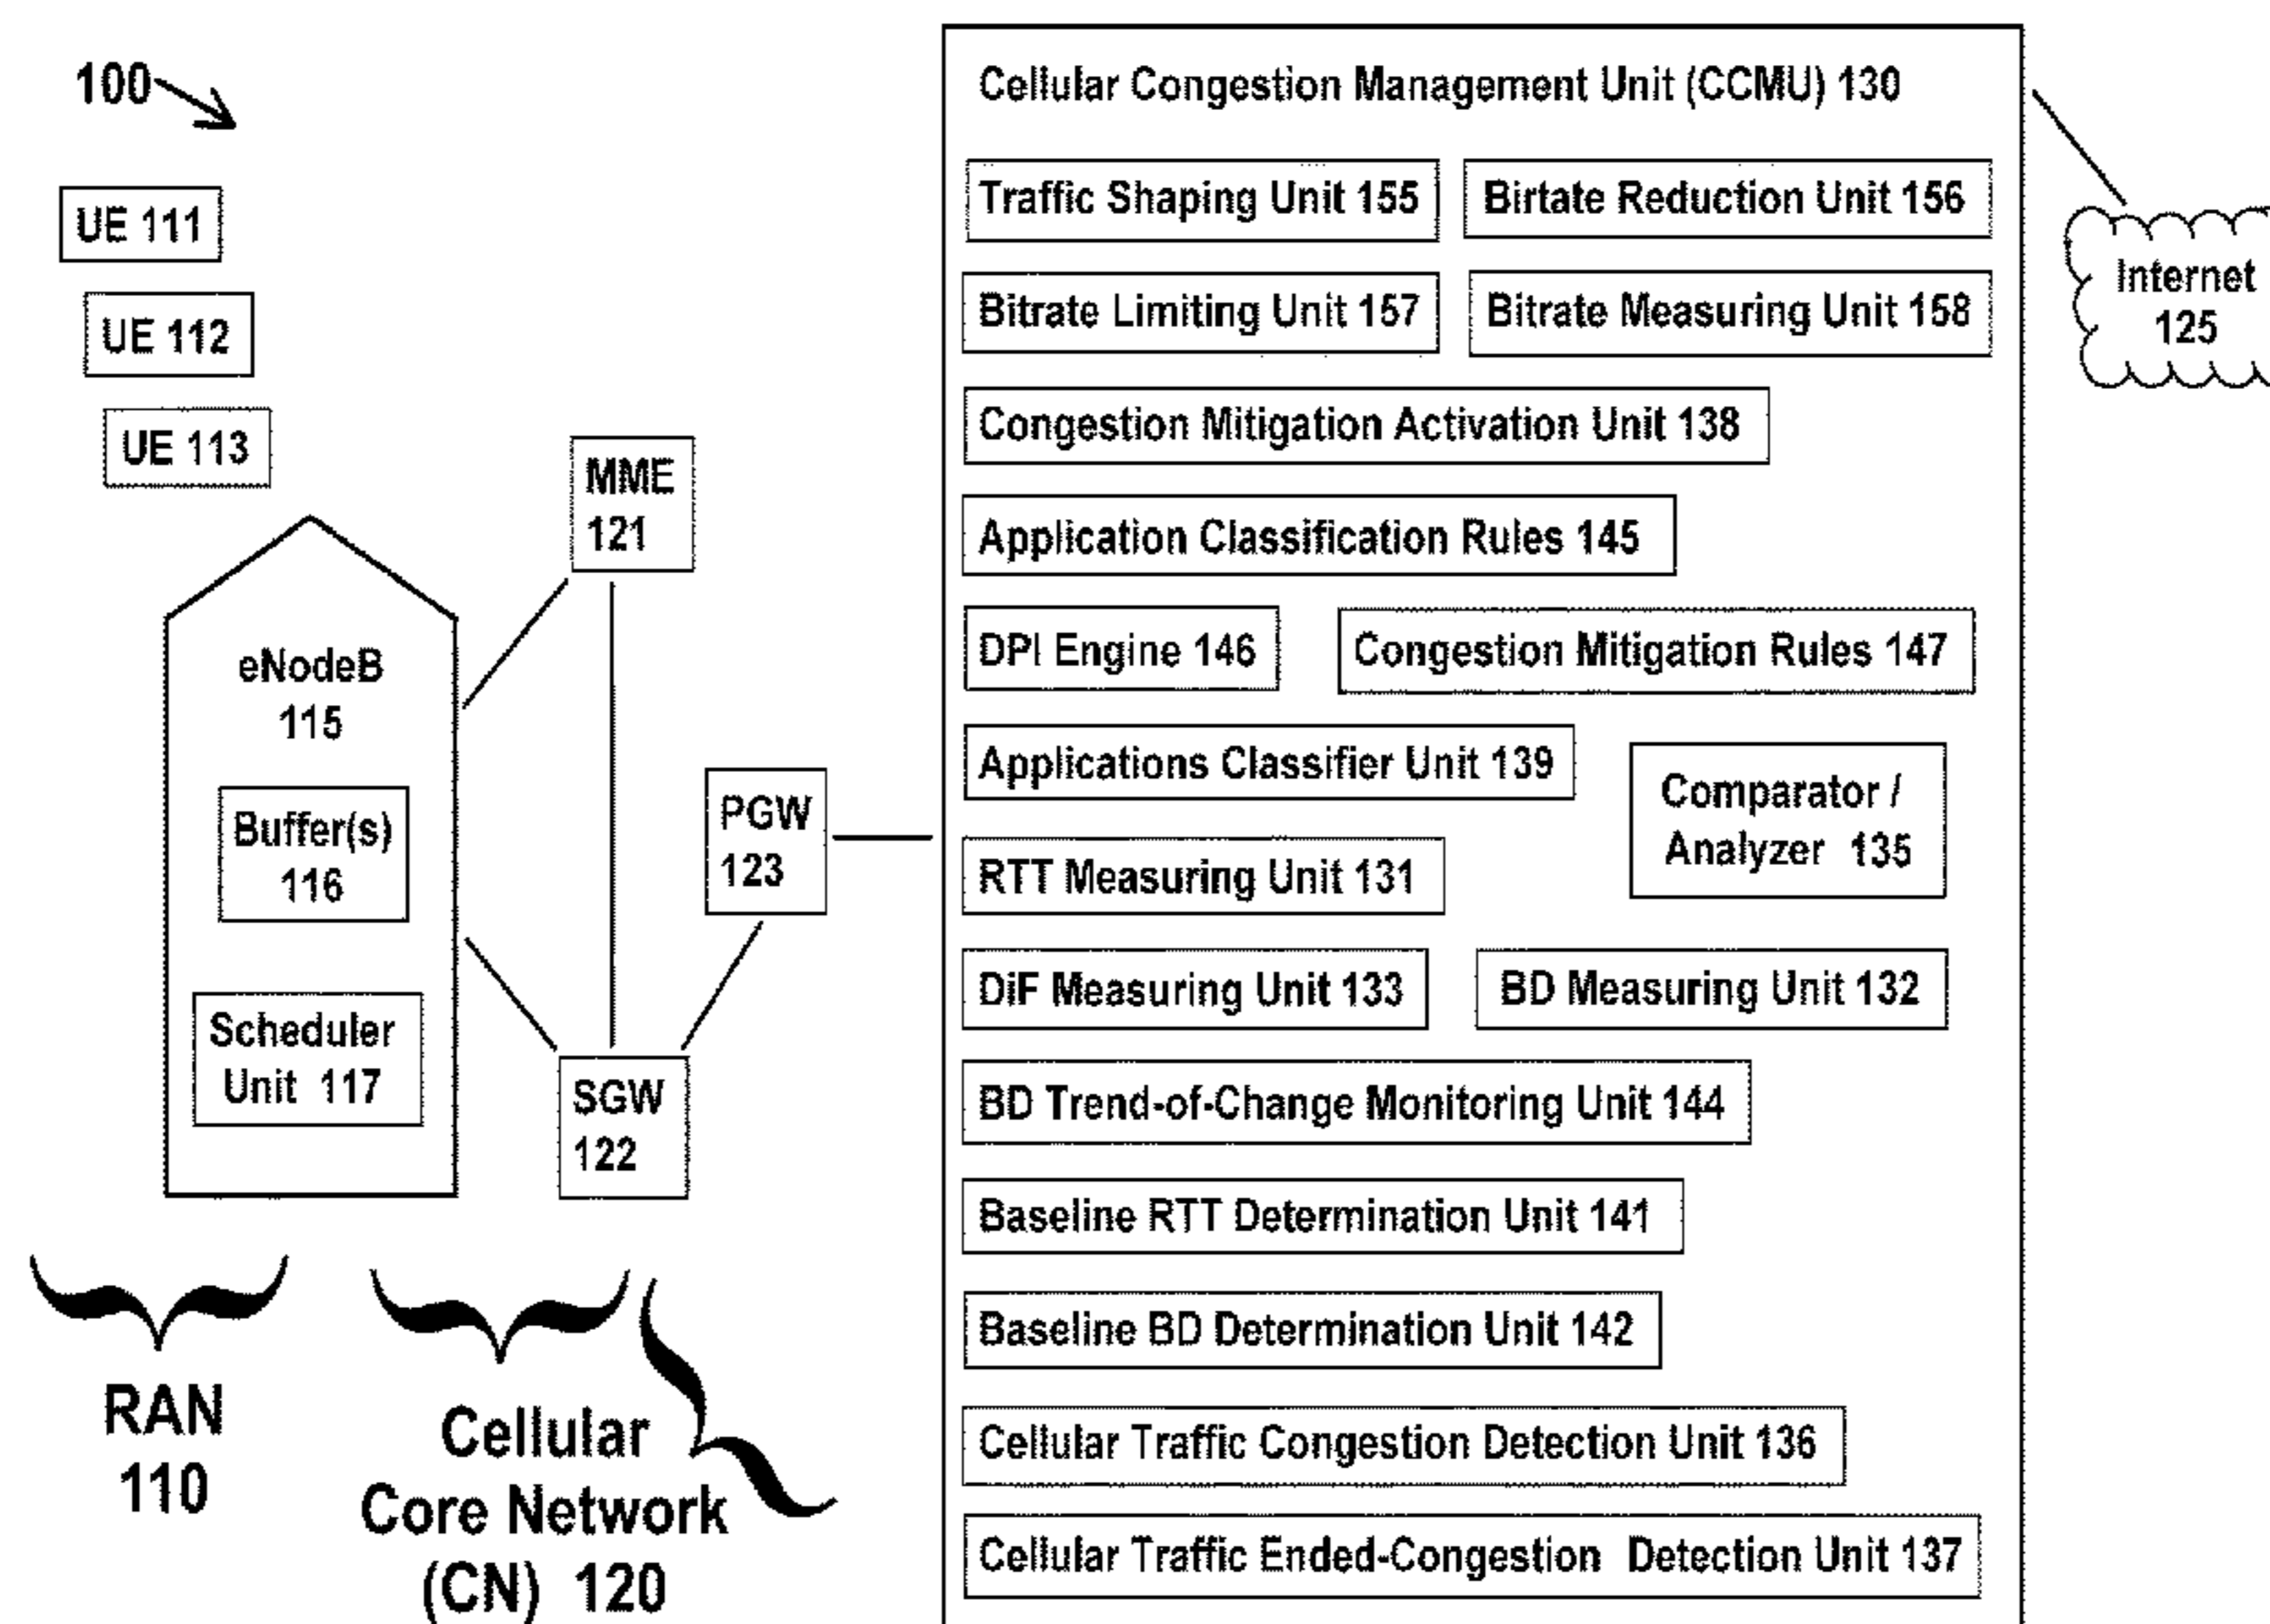 100
UE 111
UE 112
UE 113
eNodeB
115
Buffer(s)
116
Scheduler
Unit 117
MME
121
SGW
122
PGW
123
RAN
110
Cellular
Core Network
(CN) 120
Cellular Congestion Management Unit (CCMU) 130
Traffic Shaping Unit 155
Birtate Reduction Unit 156
Bitrate Limiting Unit 157
Bitrate Measuring Unit 158
Congestion Mitigation Activation Unit 138
Application Classification Rules 145
DPI Engine 146
Congestion Mitigation Rules 147
Applications Classifier Unit 139
Comparator /
Analyzer 135
RTT Measuring Unit 131
DiF Measuring Unit 133
BD Measuring Unit 132
BD Trend-of-Change Monitoring Unit 144
Baseline RTT Determination Unit 141
Baseline BD Determination Unit 142
Cellular Traffic Congestion Detection Unit 136
Cellular Traffic Ended-Congestion Detection Unit 137
Internet
125